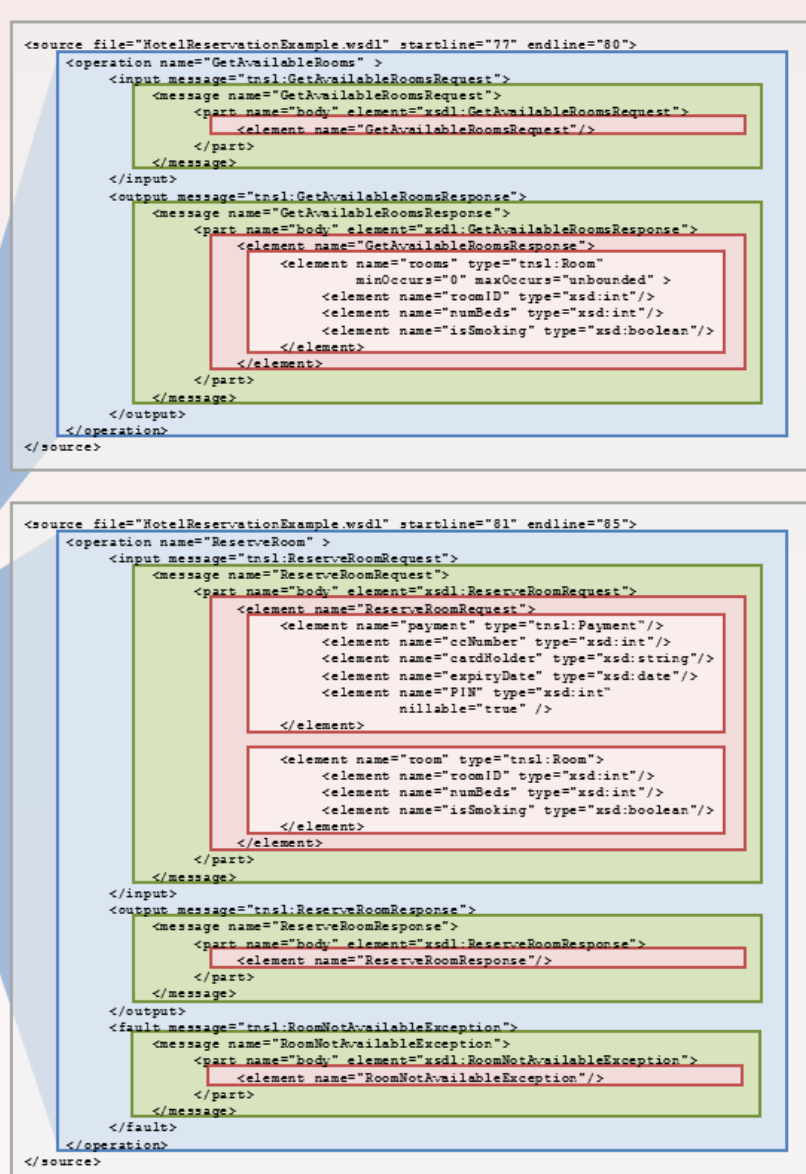 <source file="HotelReservationExample.wsdl" startline="77" endline="80">
<operation name="GetAvailableRooms" >
<input message="tns1:GetAvailableRoomsRequest">
<message name="GetAvailableRoomsRequest">
<part name="body" element="xsd1:GetAvailableRoomsRequest">
<element name="GetAvailableRoomsRequest"/>
</part>
</message>
</input>
<output message="tns1:GetAvailableRoomsResponse">
<message name="GetAvailableRoomsResponse">
<part name="body" element="xsd1:GetAvailableRoomsResponse">
<element name="GetAvailableRoomsResponse">
<element name="rooms" type="tns1:Room"
minOccurs="0" maxOccurs="unbounded" >
<element name="roomID" type="xsd:int"/>
<element name="numBeds" type="xsd:int"/>
<element name="isSmoking" type="xsd:boolean"/>
</element>
</element>
</part>
</message>
</output>
</operation>
</source>
<source file="HotelReservationExample.wsdl" startline="81" endline="85">
<operation name="ReserveRoom" >
<input message="tns1:ReserveRoomRequest">
<message name="ReserveRoomRequest">
<part name="body" element="xsd1:ReserveRoomRequest">
<element name="ReserveRoomRequest">
<element name="payment" type="tns1:Payment"/>
<element name="ccNumber" type="xsd:int"/>
<element name="cardHolder" type="xsd:string"/>
<element name="expiryDate" type="xsd:date"/>
<element name="PIN" type="xsd:int"
nillable="true" />
</element>
<element name="room" type="tns1:Room">
<element name="roomID" type="xsd:int"/>
<element name="numBeds" type="xsd:int"/>
<element name="isSmoking" type="xsd:boolean"/>
</element>
</element>
</part>
</message>
</input>
<output message="tns1:ReserveRoomResponse">
<message name="ReserveRoomResponse">
<part name="body" element="xsd1:ReserveRoomResponse">
<element name="ReserveRoomResponse"/>
</part>
</message>
</output>
<fault message="tns1:RoomNotAvailableException">
<message name="RoomNotAvailableException">
<part name="body" element="xsd1:RoomNotAvailableException">
<element name="RoomNotAvailableException"/>
</part>
</message>
</fault>
</operation>
</source>